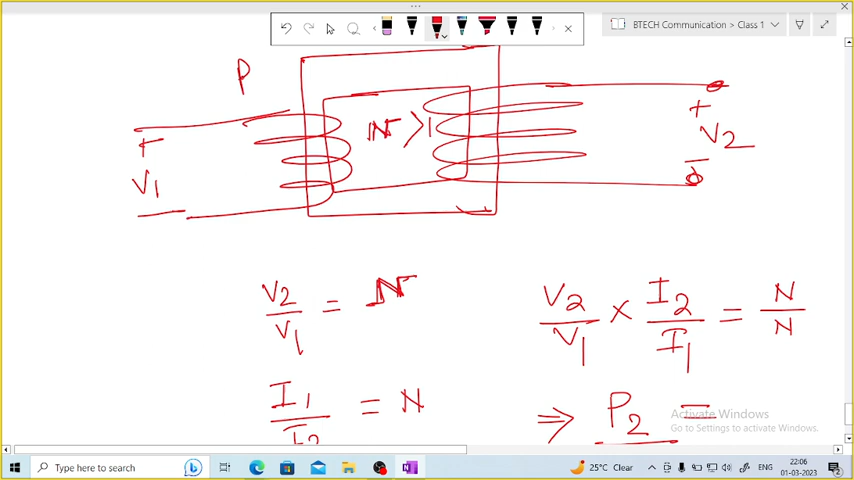 BTECH Communication › Class 1
P
N > 1
+
V1
+
V2
V2/V1 = N
V2/V1 × I2/I1 = N/N
I1/I2 = N
⇒ P2 =
Activate Windows
Go to Settings to activate Windows.
Type here to search
25°C Clear
ENG
22:06
01-03-2023
2